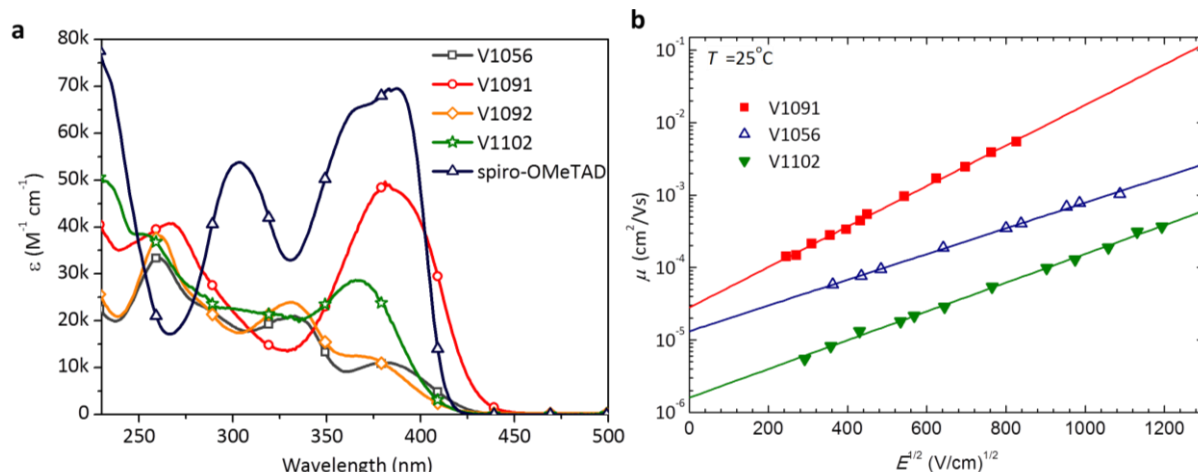 a
80k
70k
60k
50k
40k
30k
20k
10k
0
ε (M⁻¹ cm⁻¹)
V1056
V1091
V1092
V1102
spiro-OMeTAD
250 300 350 400 450 500
Wavelength (nm)
b
10⁻¹
10⁻²
10⁻³
10⁻⁴
10⁻⁵
10⁻⁶
μ (cm²/Vs)
T =25°C
V1091
V1056
V1102
0 200 400 600 800 1000 1200
E^1/2 (V/cm)^1/2